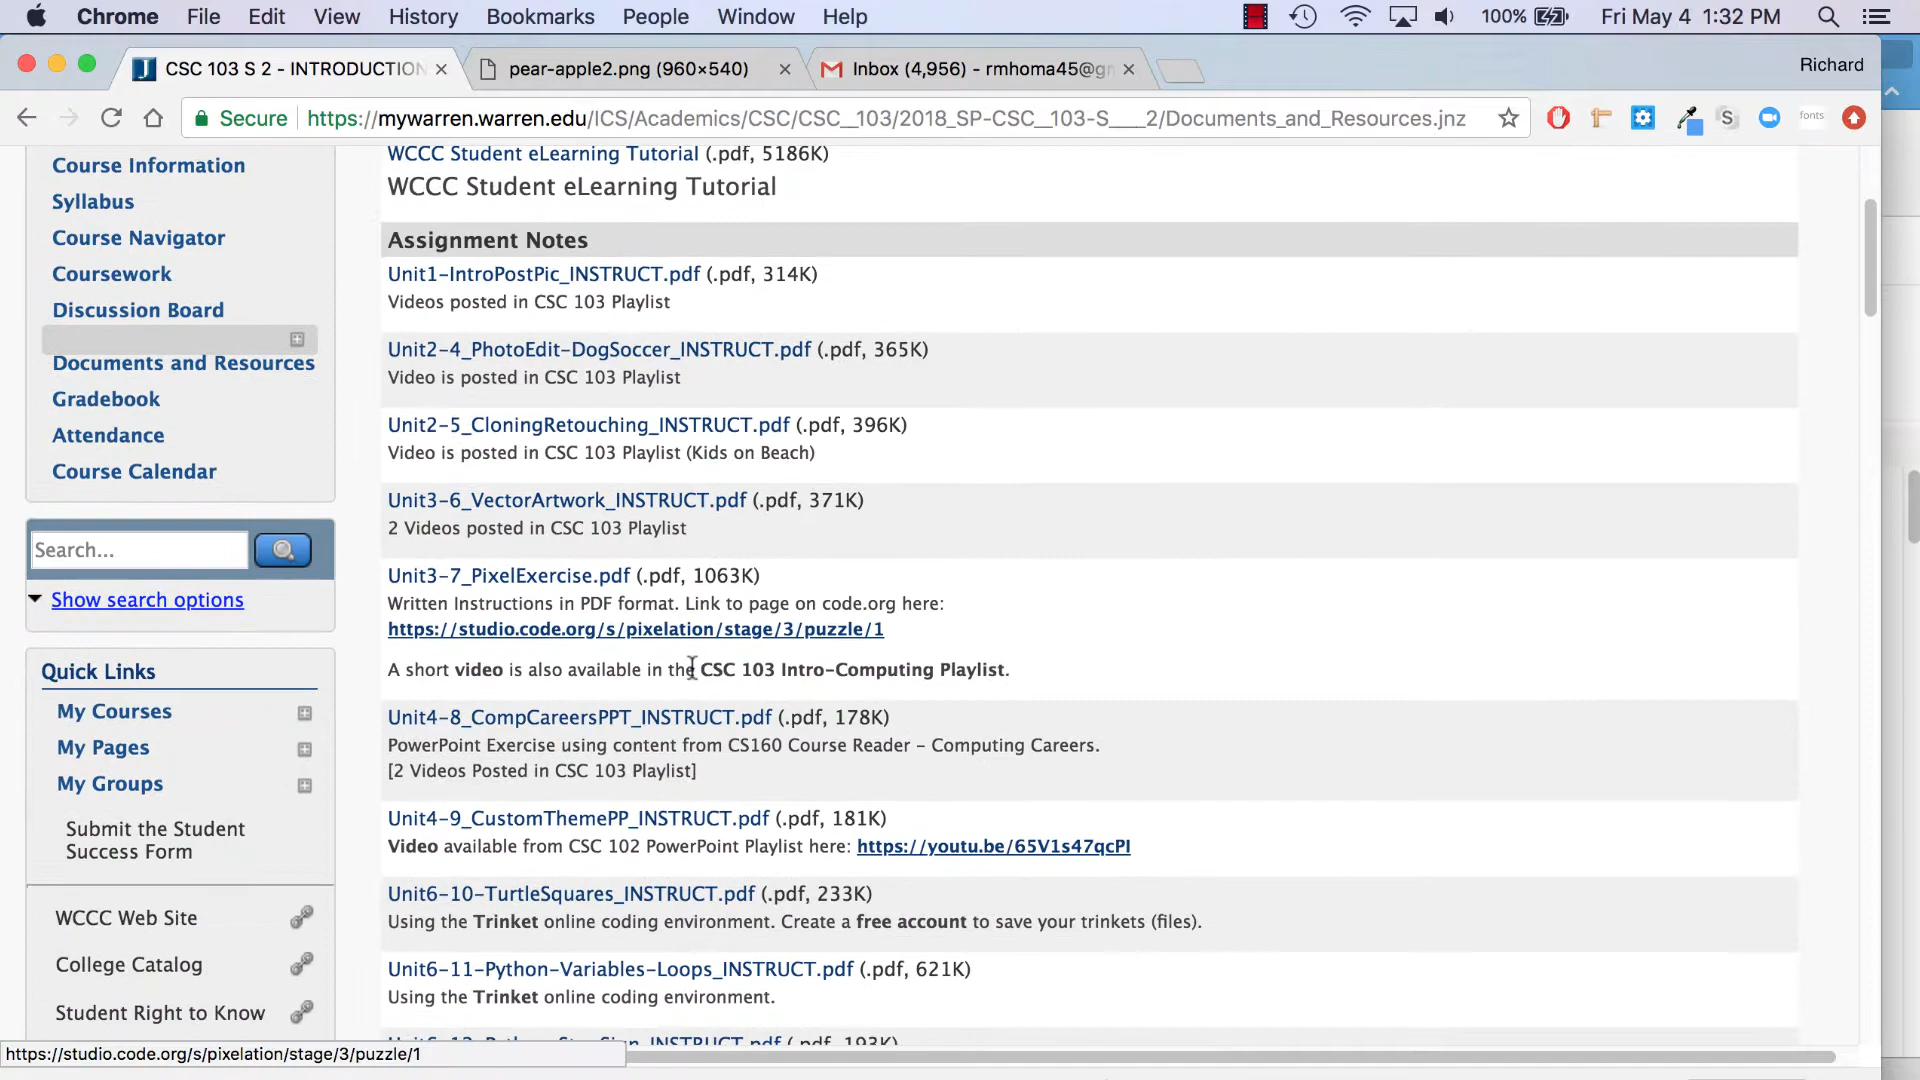 Chrome File Edit View History Bookmarks People Window Help 100% Fri May 4 1:32 PM
CSC 103 S 2 - INTRODUCTION pear-apple2.png (960×540) Inbox (4,956) - rmhoma45@gm Richard
Secure https://mywarren.warren.edu/ICS/Academics/CSC/CSC__103/2018_SP-CSC__103-S____2/Documents_and_Resources.jnz fonts
Course Information
Syllabus
Course Navigator
Coursework
Discussion Board
Documents and Resources
Gradebook
Attendance
Course Calendar
Search...
Show search options
Quick Links
My Courses
My Pages
My Groups
Submit the Student
Success Form
WCCC Web Site
College Catalog
Student Right to Know
WCCC Student eLearning Tutorial (.pdf, 5186K)
WCCC Student eLearning Tutorial
Assignment Notes
Unit1-IntroPostPic_INSTRUCT.pdf (.pdf, 314K)
Videos posted in CSC 103 Playlist
Unit2-4_PhotoEdit-DogSoccer_INSTRUCT.pdf (.pdf, 365K)
Video is posted in CSC 103 Playlist
Unit2-5_CloningRetouching_INSTRUCT.pdf (.pdf, 396K)
Video is posted in CSC 103 Playlist (Kids on Beach)
Unit3-6_VectorArtwork_INSTRUCT.pdf (.pdf, 371K)
2 Videos posted in CSC 103 Playlist
Unit3-7_PixelExercise.pdf (.pdf, 1063K)
Written Instructions in PDF format. Link to page on code.org here:
https://studio.code.org/s/pixelation/stage/3/puzzle/1
A short video is also available in the CSC 103 Intro-Computing Playlist.
Unit4-8_CompCareersPPT_INSTRUCT.pdf (.pdf, 178K)
PowerPoint Exercise using content from CS160 Course Reader - Computing Careers.
[2 Videos Posted in CSC 103 Playlist]
Unit4-9_CustomThemePP_INSTRUCT.pdf (.pdf, 181K)
Video available from CSC 102 PowerPoint Playlist here: https://youtu.be/65V1s47qcPI
Unit6-10-TurtleSquares_INSTRUCT.pdf (.pdf, 233K)
Using the Trinket online coding environment. Create a free account to save your trinkets (files).
Unit6-11-Python-Variables-Loops_INSTRUCT.pdf (.pdf, 621K)
Using the Trinket online coding environment.
Unit6-12-Python-StopSign_INSTRUCT.pdf (.pdf, 193K)
https://studio.code.org/s/pixelation/stage/3/puzzle/1